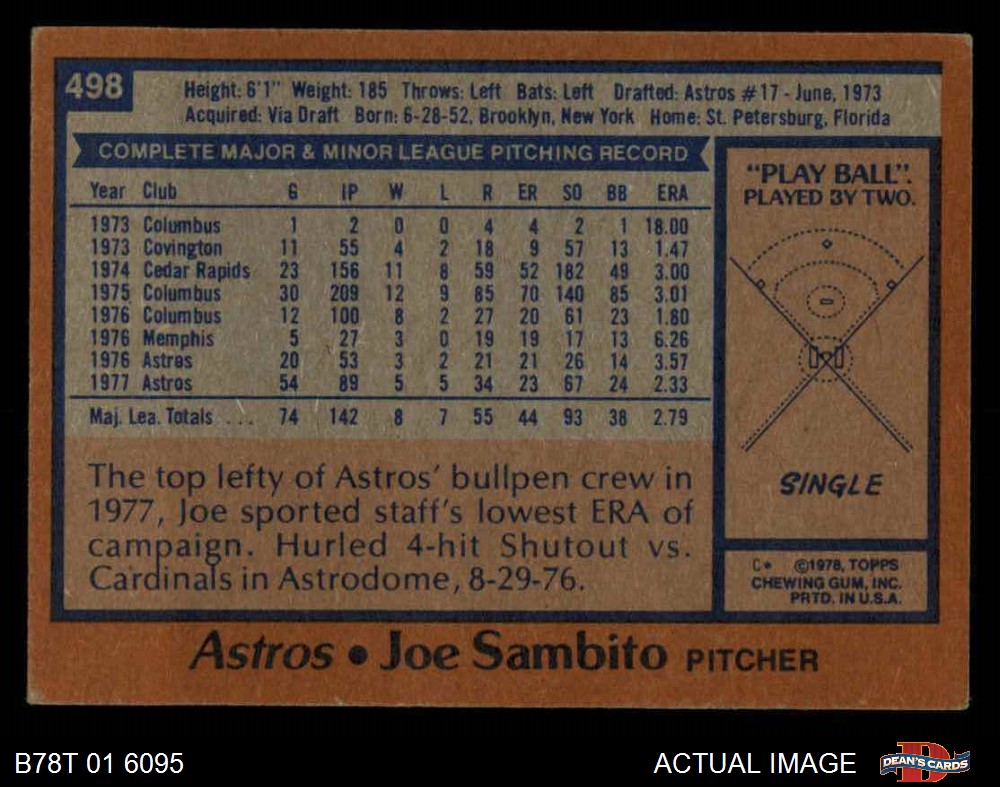 498
Height: 6'1" Weight: 185 Throws: Left Bats: Left Drafted: Astros #17 - June, 1973
Acquired: Via Draft Born: 6-28-52, Brooklyn, New York Home: St. Petersburg, Florida
COMPLETE MAJOR & MINOR LEAGUE PITCHING RECORD
Year Club G IP W L R ER SO BB ERA
1973 Columbus 1 2 0 0 4 4 2 1 18.00
1973 Covington 11 55 4 2 18 9 57 13 1.47
1974 Cedar Rapids 23 156 11 8 59 52 182 49 3.00
1975 Columbus 30 209 12 9 85 70 140 85 3.01
1976 Columbus 12 100 8 2 27 20 61 23 1.80
1976 Memphis 5 27 3 0 19 19 17 13 6.26
1976 Astros 20 53 3 2 21 21 26 14 3.57
1977 Astros 54 89 5 5 34 23 67 24 2.33
Maj. Lea. Totals ... 74 142 8 7 55 44 93 38 2.79
The top lefty of Astros' bullpen crew in
1977, Joe sported staff's lowest ERA of
campaign. Hurled 4-hit Shutout vs.
Cardinals in Astrodome, 8-29-76.
"PLAY BALL".
PLAYED BY TWO.
SINGLE
C* ©1978, TOPPS
CHEWING GUM, INC.
PRTD. IN U.S.A.
Astros • Joe Sambito PITCHER
B78T 01 6095 ACTUAL IMAGE
DEAN'S CARDS